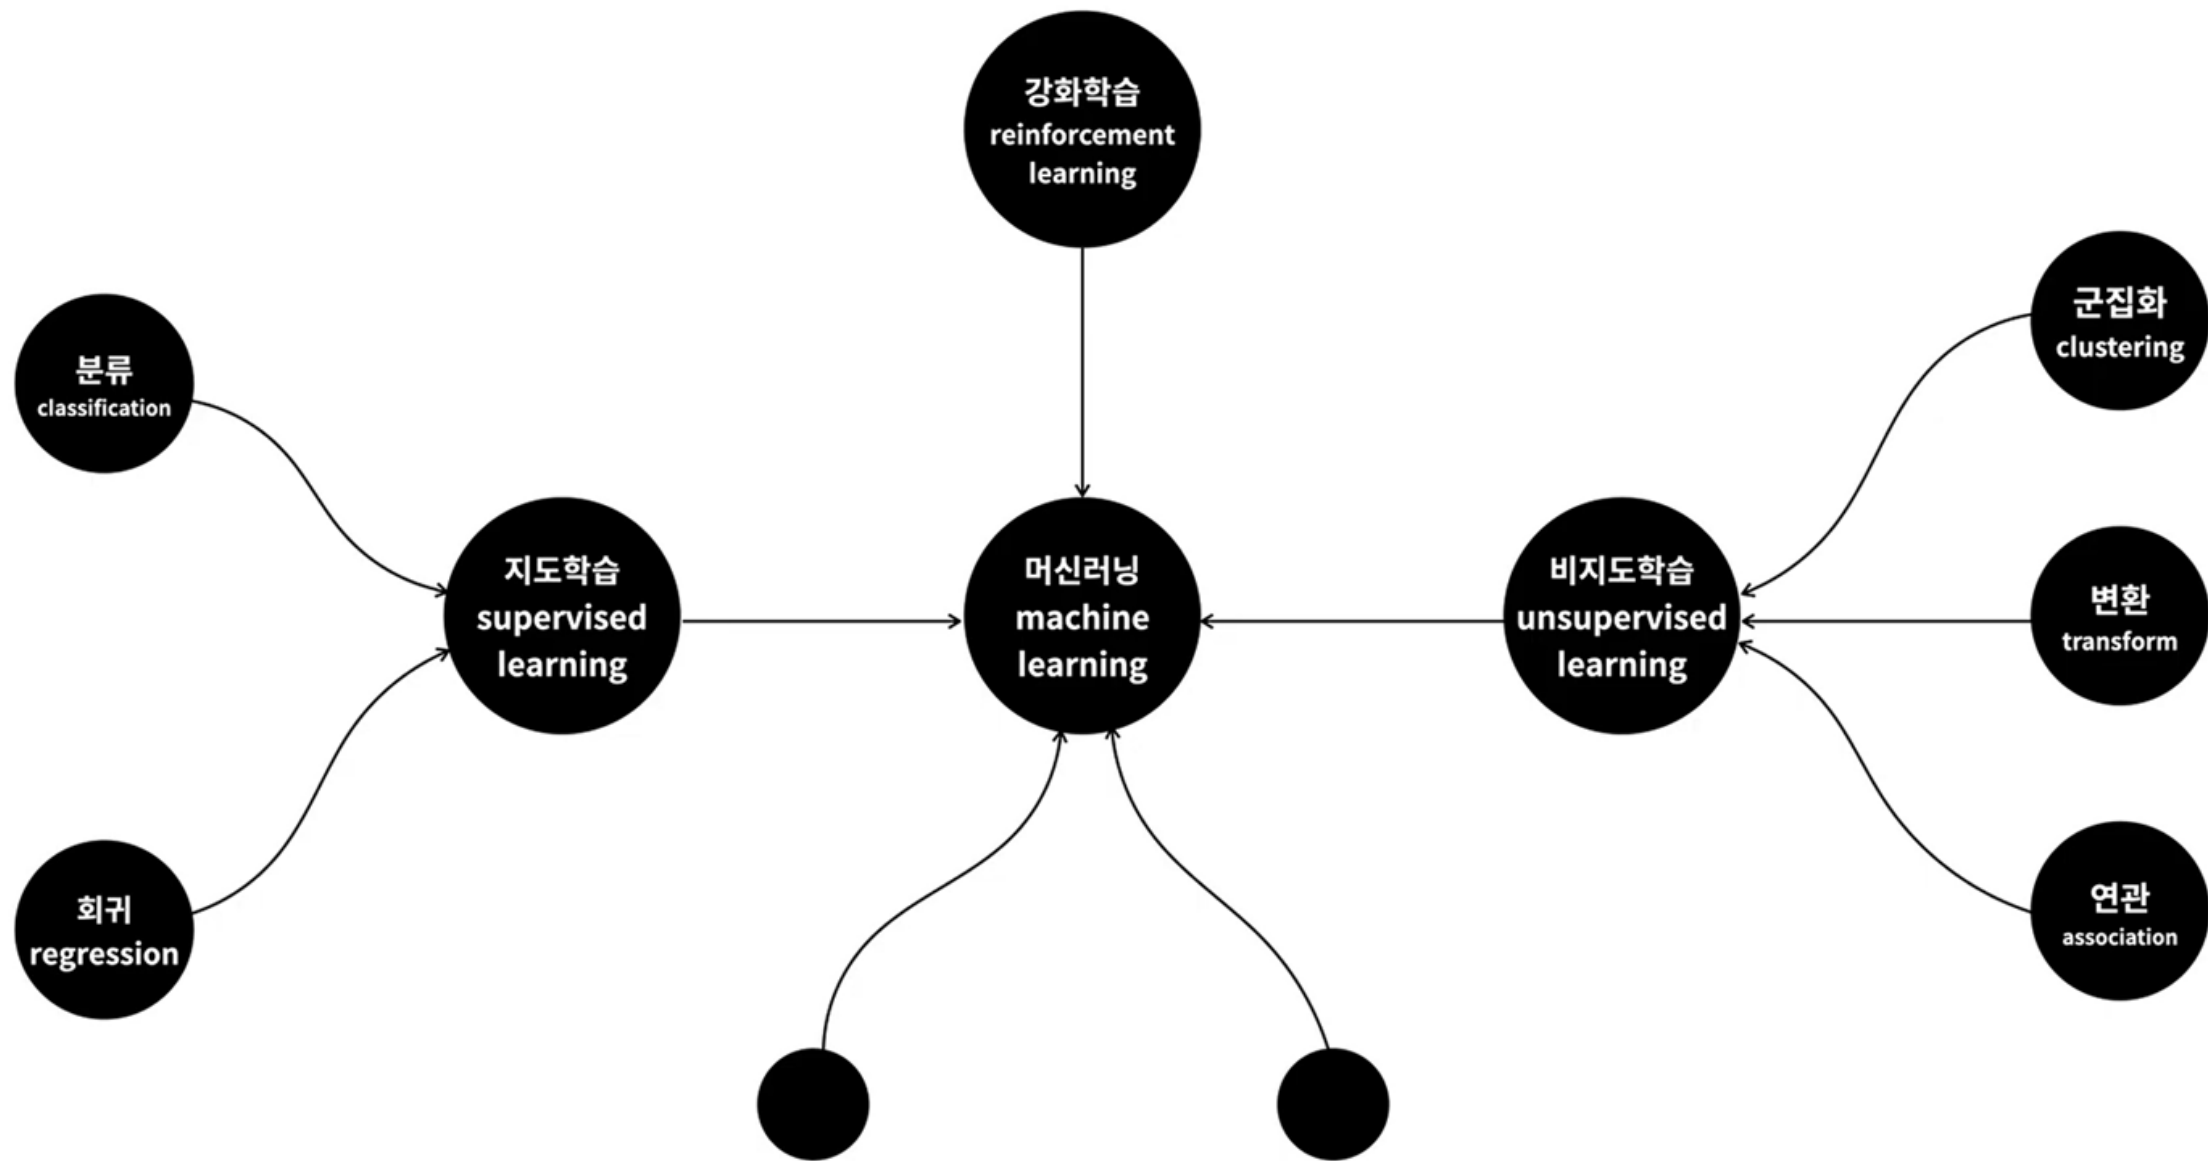 강화학습
reinforcement
learning
분류
classification
군집화
clustering
지도학습
supervised
learning
머신러닝
machine
learning
비지도학습
unsupervised
learning
변환
transform
회귀
regression
연관
association